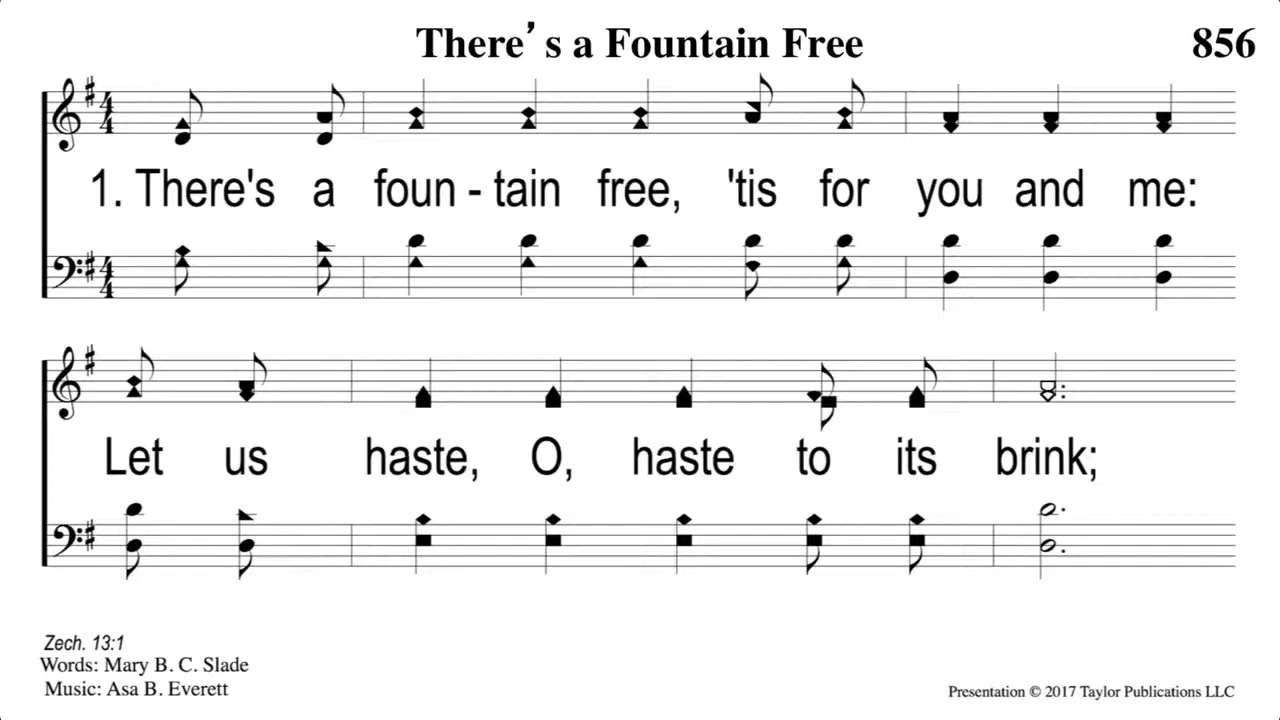 There's a Fountain Free 856
1. There's a foun - tain free, 'tis for you and me:
Let us haste, O, haste to its brink;
Zech. 13:1
Words: Mary B. C. Slade
Music: Asa B. Everett
Presentation © 2017 Taylor Publications LLC